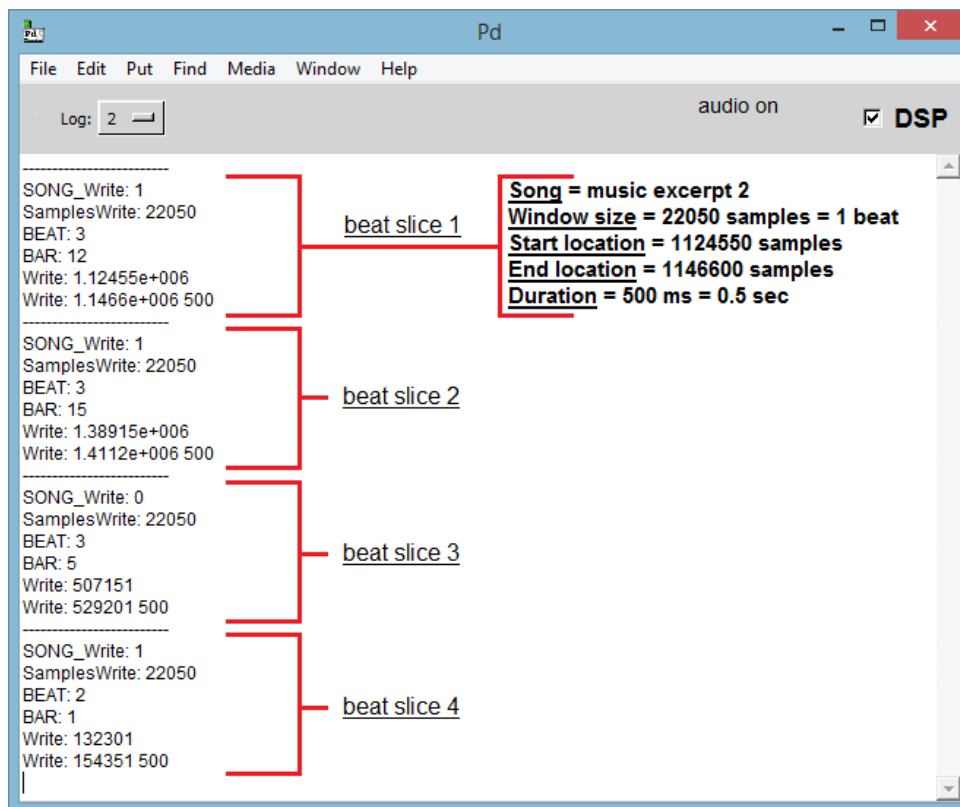 Pd
File Edit Put Find Media Window Help
Log: 2
audio on
DSP
-------------------------
SONG_Write: 1
SamplesWrite: 22050
BEAT: 3
BAR: 12
Write: 1.12455e+006
Write: 1.1466e+006 500
beat slice 1
Song = music excerpt 2
Window size = 22050 samples = 1 beat
Start location = 1124550 samples
End location = 1146600 samples
Duration = 500 ms = 0.5 sec
-------------------------
SONG_Write: 1
SamplesWrite: 22050
BEAT: 3
BAR: 15
Write: 1.38915e+006
Write: 1.4112e+006 500
beat slice 2
-------------------------
SONG_Write: 0
SamplesWrite: 22050
BEAT: 3
BAR: 5
Write: 507151
Write: 529201 500
beat slice 3
-------------------------
SONG_Write: 1
SamplesWrite: 22050
BEAT: 2
BAR: 1
Write: 132301
Write: 154351 500
beat slice 4